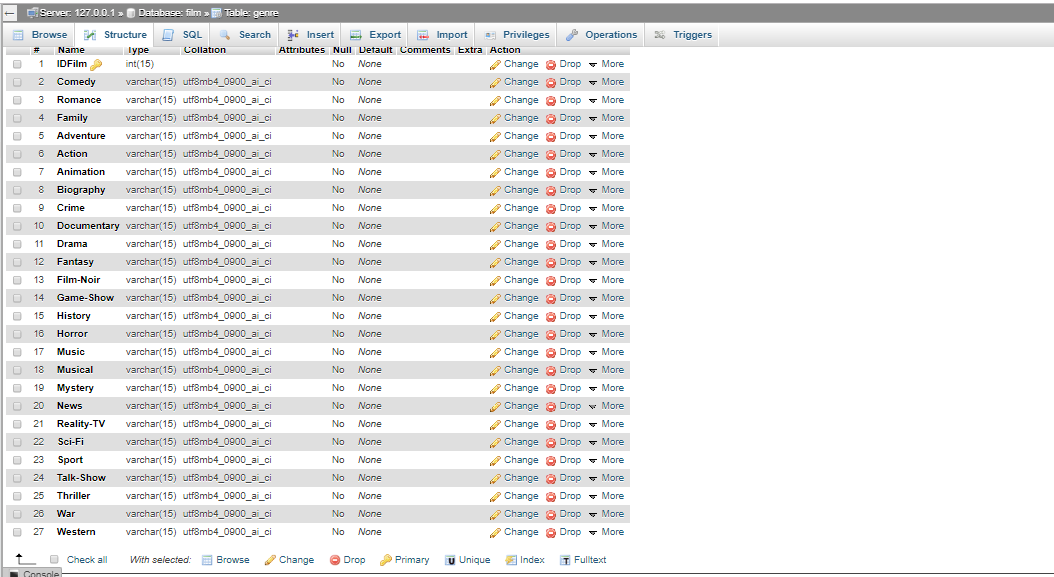 Server: 127.0.0.1 » Database: film » Table: genre
Browse Structure SQL Search Insert Export Import Privileges Operations Triggers
# Name Type Collation Attributes Null Default Comments Extra Action
1 IDFilm int(15) No None Change Drop More
2 Comedy varchar(15) utf8mb4_0900_ai_ci No None Change Drop More
3 Romance varchar(15) utf8mb4_0900_ai_ci No None Change Drop More
4 Family varchar(15) utf8mb4_0900_ai_ci No None Change Drop More
5 Adventure varchar(15) utf8mb4_0900_ai_ci No None Change Drop More
6 Action varchar(15) utf8mb4_0900_ai_ci No None Change Drop More
7 Animation varchar(15) utf8mb4_0900_ai_ci No None Change Drop More
8 Biography varchar(15) utf8mb4_0900_ai_ci No None Change Drop More
9 Crime varchar(15) utf8mb4_0900_ai_ci No None Change Drop More
10 Documentary varchar(15) utf8mb4_0900_ai_ci No None Change Drop More
11 Drama varchar(15) utf8mb4_0900_ai_ci No None Change Drop More
12 Fantasy varchar(15) utf8mb4_0900_ai_ci No None Change Drop More
13 Film-Noir varchar(15) utf8mb4_0900_ai_ci No None Change Drop More
14 Game-Show varchar(15) utf8mb4_0900_ai_ci No None Change Drop More
15 History varchar(15) utf8mb4_0900_ai_ci No None Change Drop More
16 Horror varchar(15) utf8mb4_0900_ai_ci No None Change Drop More
17 Music varchar(15) utf8mb4_0900_ai_ci No None Change Drop More
18 Musical varchar(15) utf8mb4_0900_ai_ci No None Change Drop More
19 Mystery varchar(15) utf8mb4_0900_ai_ci No None Change Drop More
20 News varchar(15) utf8mb4_0900_ai_ci No None Change Drop More
21 Reality-TV varchar(15) utf8mb4_0900_ai_ci No None Change Drop More
22 Sci-Fi varchar(15) utf8mb4_0900_ai_ci No None Change Drop More
23 Sport varchar(15) utf8mb4_0900_ai_ci No None Change Drop More
24 Talk-Show varchar(15) utf8mb4_0900_ai_ci No None Change Drop More
25 Thriller varchar(15) utf8mb4_0900_ai_ci No None Change Drop More
26 War varchar(15) utf8mb4_0900_ai_ci No None Change Drop More
27 Western varchar(15) utf8mb4_0900_ai_ci No None Change Drop More
Check all With selected: Browse Change Drop Primary Unique Index Fulltext
Console